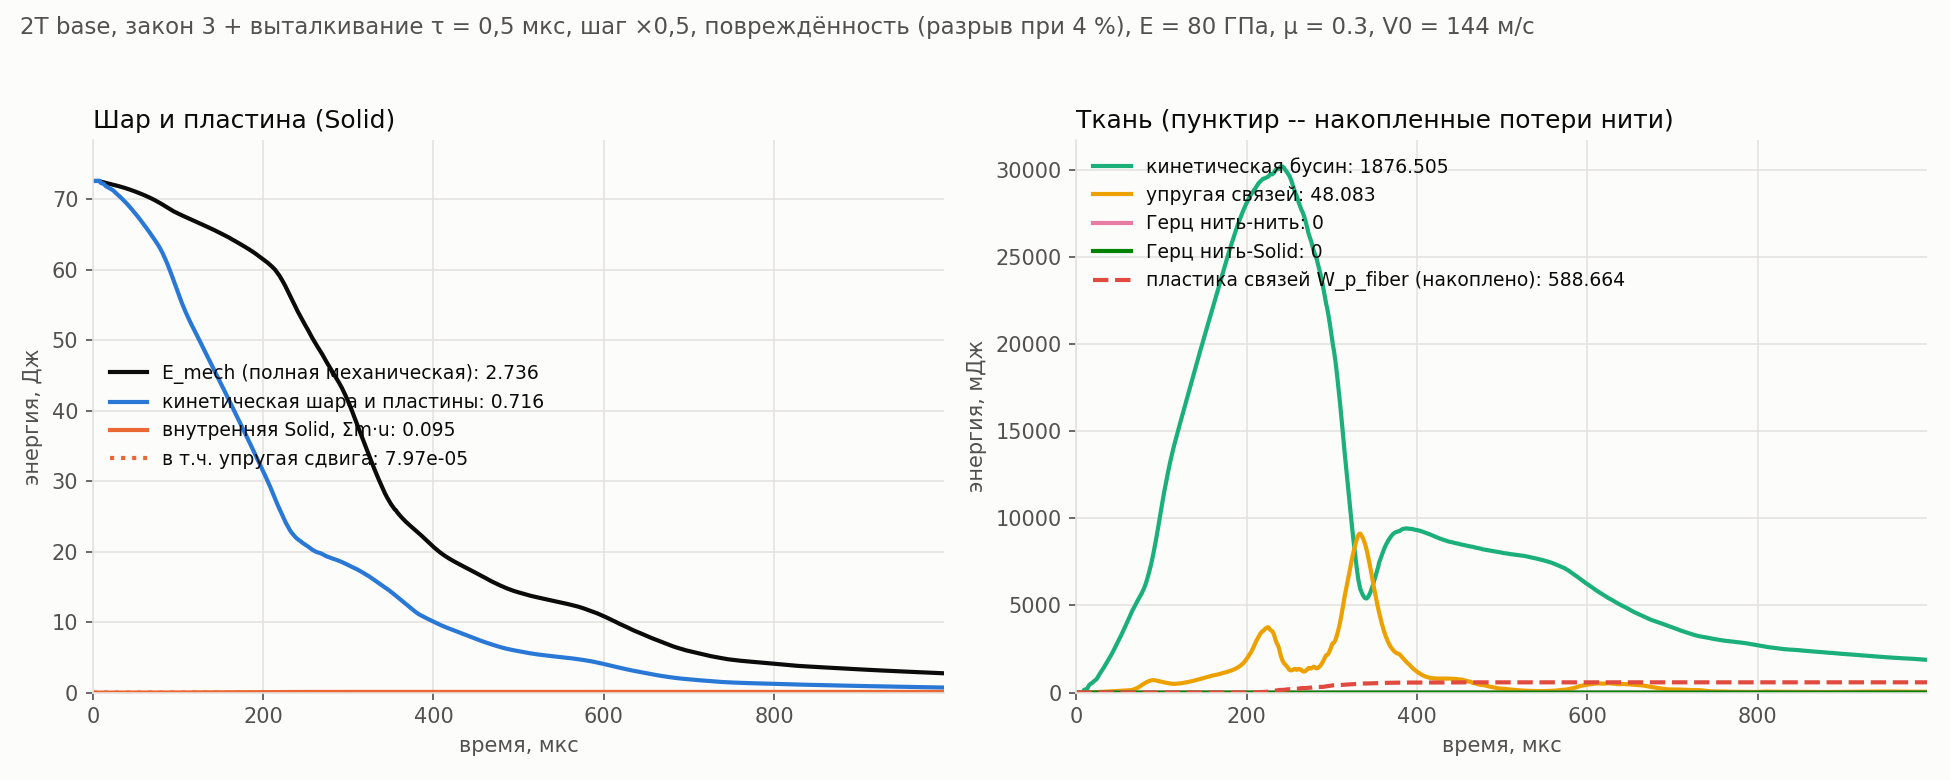 2T base, закон 3 + выталкивание τ = 0,5 мкс, шаг ×0,5, повреждённость (разрыв при 4 %), E = 80 ГПа, μ = 0.3, V0 = 144 м/с
Шар и пластина (Solid)
энергия, Дж
70
60
50
40
30
20
10
0
E_mech (полная механическая): 2.736
кинетическая шара и пластины: 0.716
внутренняя Solid, Σm·u: 0.095
в т.ч. упругая сдвига: 7.97e-05
0
200
400
600
800
время, мкс
Ткань (пунктир -- накопленные потери нити)
энергия, мДж
30000
25000
20000
15000
10000
5000
0
кинетическая бусин: 1876.505
упругая связей: 48.083
Герц нить-нить: 0
Герц нить-Solid: 0
пластика связей W_p_fiber (накоплено): 588.664
0
200
400
600
800
время, мкс